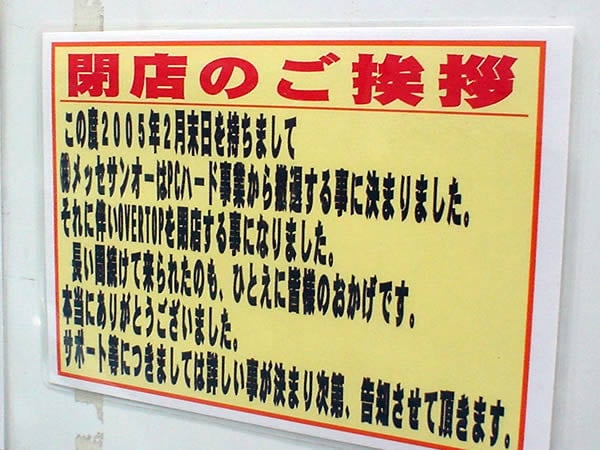 閉店のご挨拶
この度2005年2月末日を持ちまして
㈱メッセサンオーはPCハード事業から撤退する事に決まりました。
それに伴いOVERTOPを閉店する事になりました。
長い間続けて来られたのも、ひとえに皆様のおかげです。
本当にありがとうございました。
サポート等につきましては詳しい事が決まり次第、告知させて頂きます。